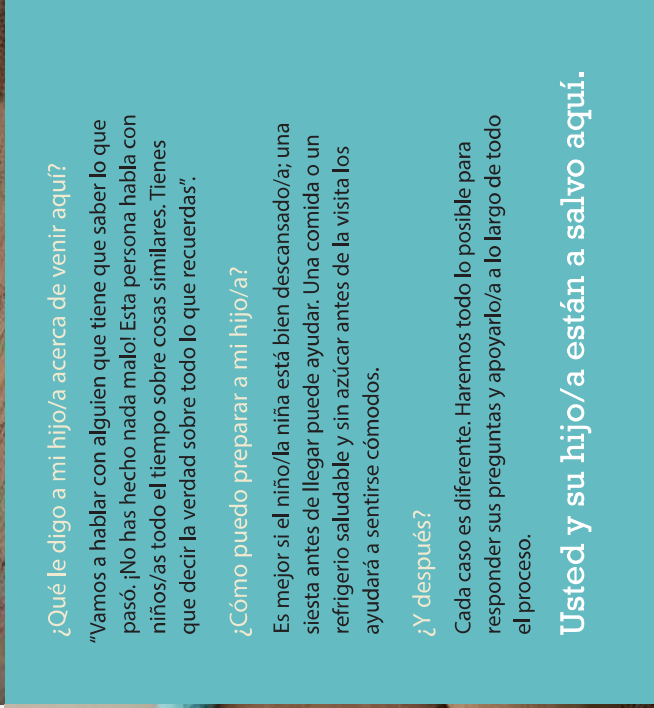 ¿Qué le digo a mi hijo/a acerca de venir aquí?
“Vamos a hablar con alguien que tiene que saber lo que
pasó. ¡No has hecho nada malo! Esta persona habla con
niños/as todo el tiempo sobre cosas similares. Tienes
que decir la verdad sobre todo lo que recuerdas”.
¿Cómo puedo preparar a mi hijo/a?
Es mejor si el niño/la niña está bien descansado/a; una
siesta antes de llegar puede ayudar. Una comida o un
refrigerio saludable y sin azúcar antes de la visita los
ayudará a sentirse cómodos.
¿Y después?
Cada caso es diferente. Haremos todo lo posible para
responder sus preguntas y apoyarlo/a a lo largo de todo
el proceso.
Usted y su hijo/a están a salvo aquí.